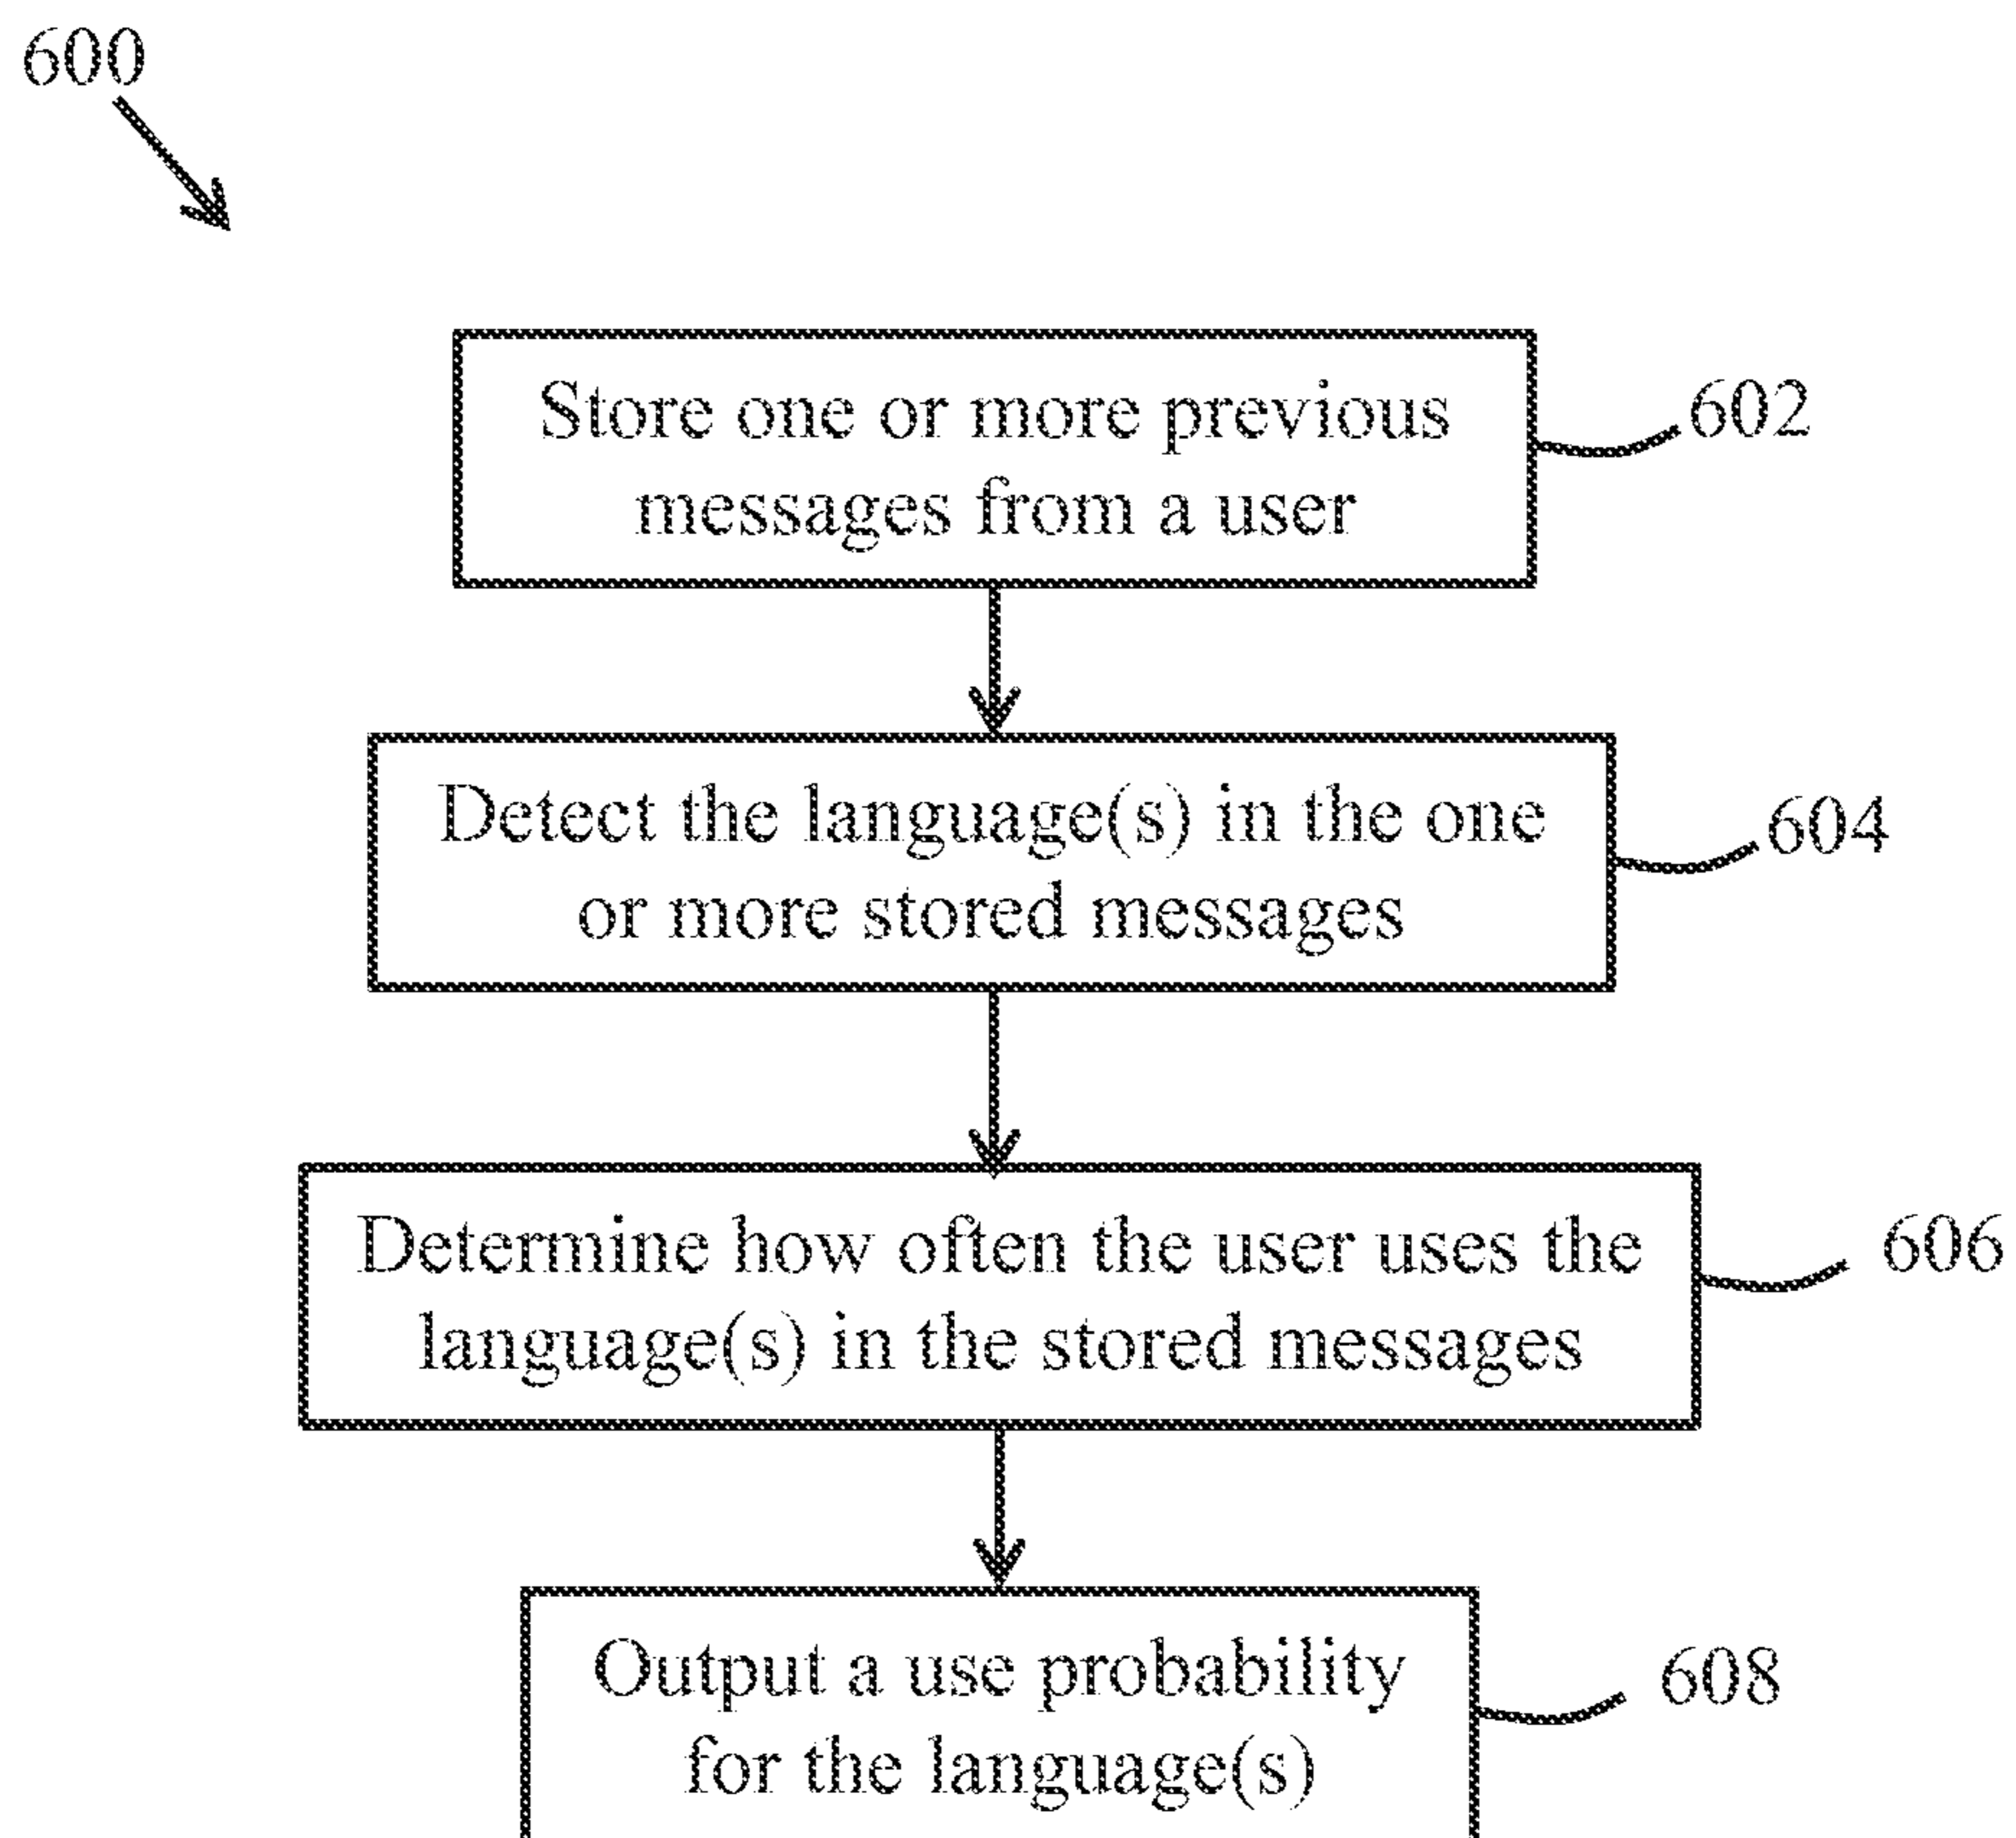 600
Store one or more previous
messages from a user
602
Detect the language(s) in the one
or more stored messages
604
Determine how often the user uses the
language(s) in the stored messages
606
Output a use probability
for the language(s)
608